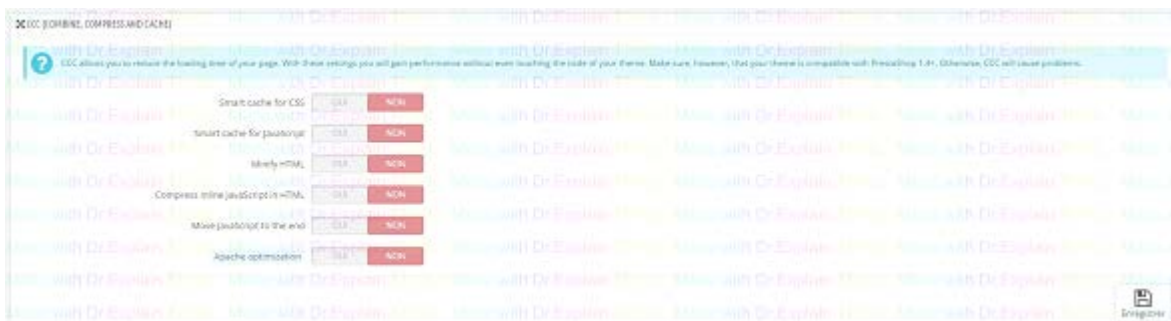 CCC (COMBINE, COMPRESS AND CACHE)
CCC allows you to reduce the loading time of your page. With these settings you will gain performance without even touching the code of your theme. Make sure, however, that your theme is compatible with PrestaShop 1.4+. Otherwise, CCC will cause problems.
Smart cache for CSS OUI NON
Smart cache for JavaScript OUI NON
Minify HTML OUI NON
Compress inline JavaScript in HTML OUI NON
Move JavaScript to the end OUI NON
Apache optimization OUI NON
Enregistrer